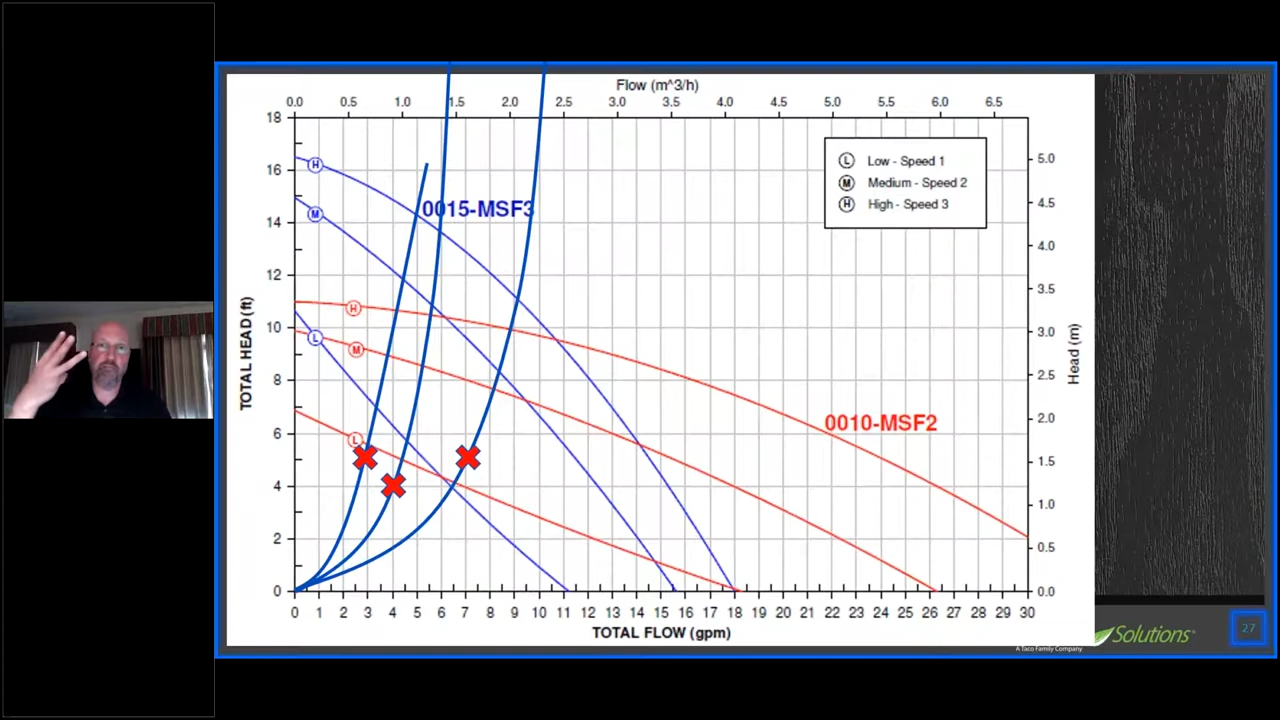 Flow (m^3/h)
0.0 0.5 1.0 1.5 2.0 2.5 3.0 3.5 4.0 4.5 5.0 5.5 6.0 6.5
18
16
14
12
10
8
6
4
2
0
TOTAL HEAD (ft)
H
M
L
H
M
L
0015-MSF3
0010-MSF2
L Low - Speed 1
M Medium - Speed 2
H High - Speed 3
5.0
4.5
4.0
3.5
3.0
2.5
2.0
1.5
1.0
0.5
0.0
Head (m)
0 1 2 3 4 5 6 7 8 9 10 11 12 13 14 15 16 17 18 19 20 21 22 23 24 25 26 27 28 29 30
TOTAL FLOW (gpm)
Solutions
A Taco Family Company
27